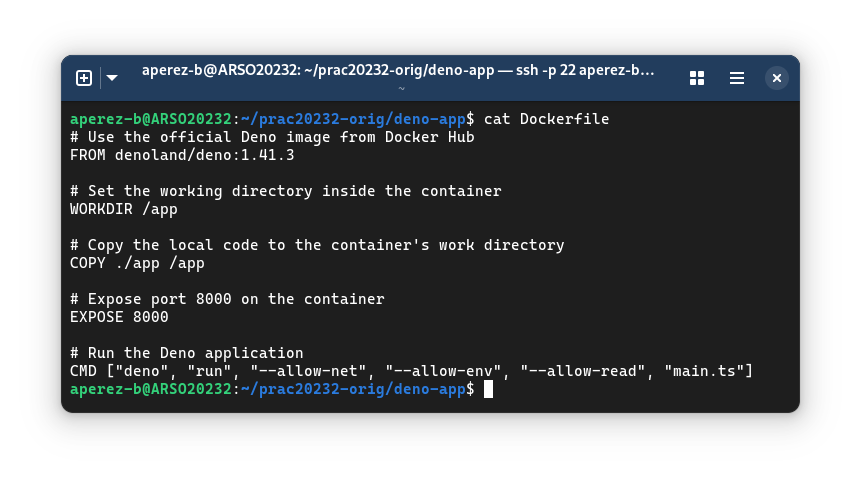 aperez-b@ARSO20232: ~/prac20232-orig/deno-app — ssh -p 22 aperez-b…
~
aperez-b@ARSO20232:~/prac20232-orig/deno-app$ cat Dockerfile
# Use the official Deno image from Docker Hub
FROM denoland/deno:1.41.3

# Set the working directory inside the container
WORKDIR /app

# Copy the local code to the container's work directory
COPY ./app /app

# Expose port 8000 on the container
EXPOSE 8000

# Run the Deno application
CMD ["deno", "run", "--allow-net", "--allow-env", "--allow-read", "main.ts"]
aperez-b@ARSO20232:~/prac20232-orig/deno-app$